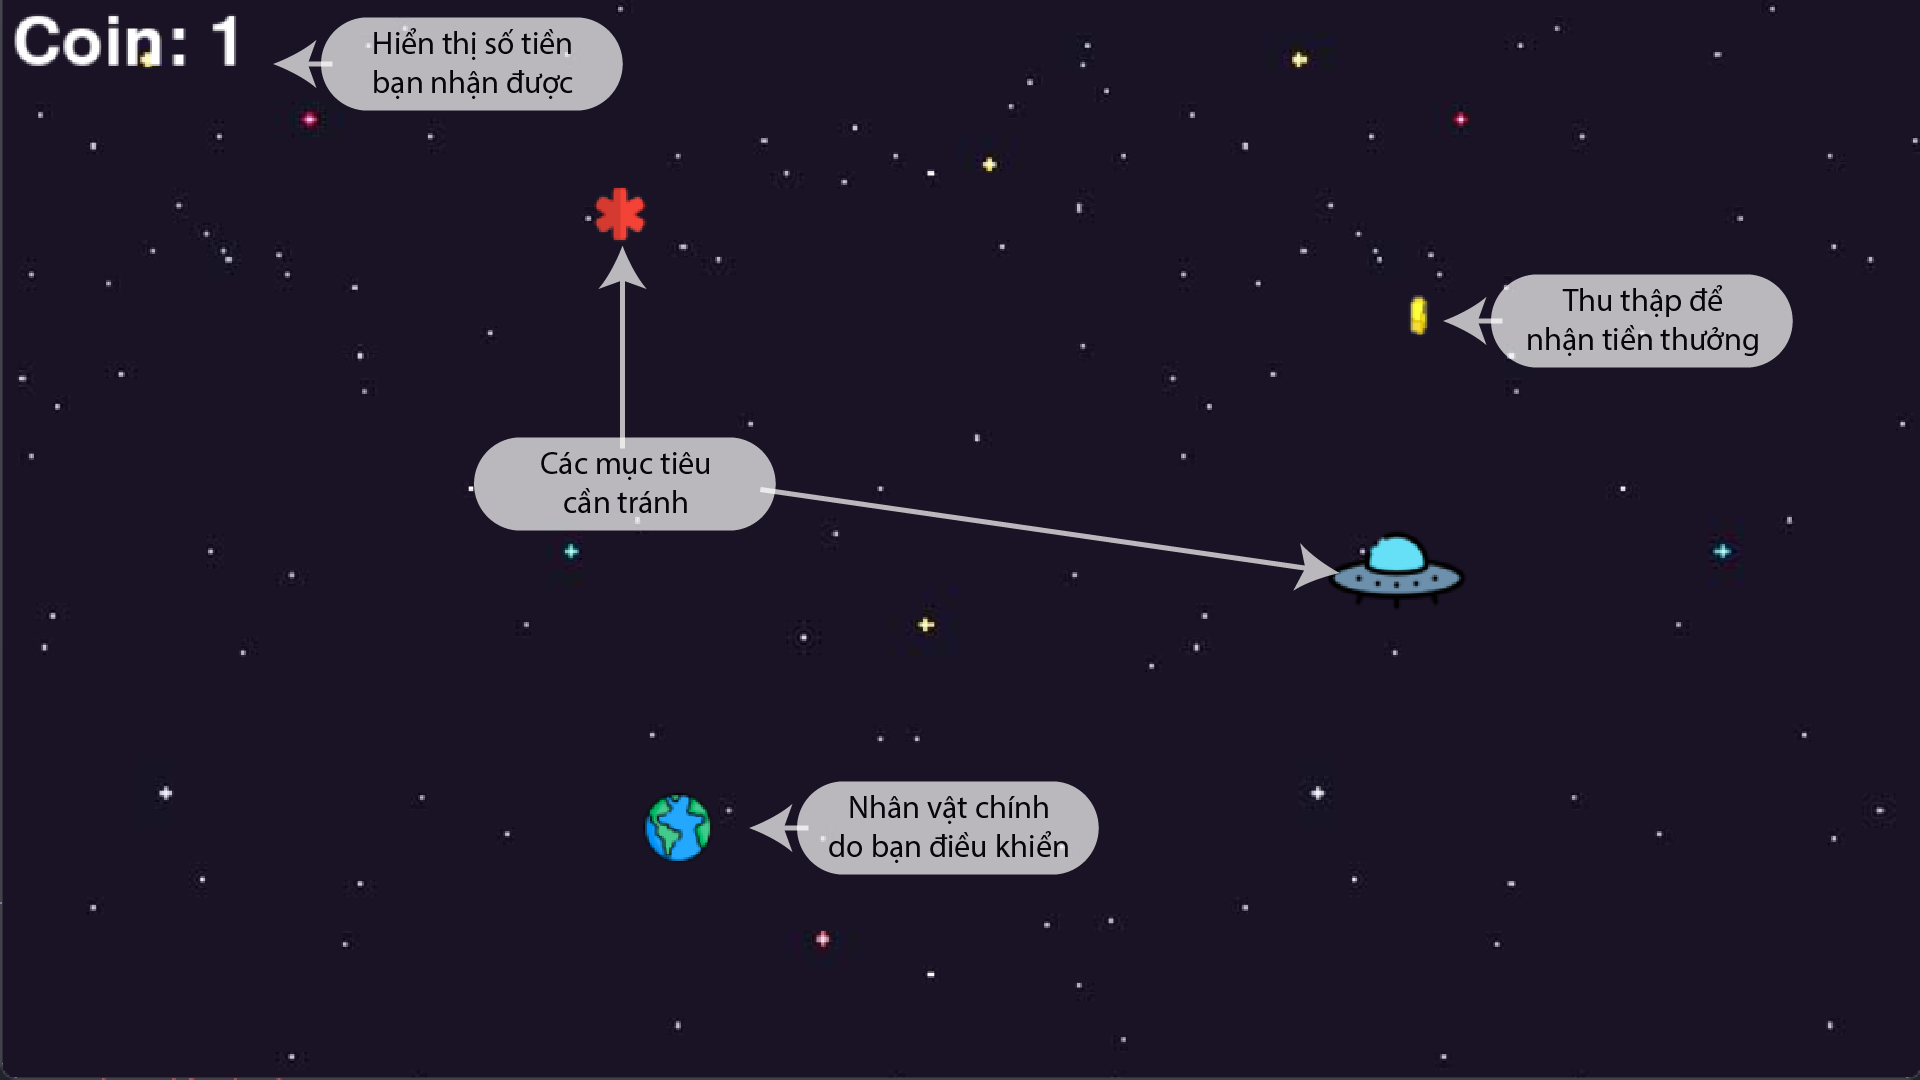 Coin: 1
Hiển thị số tiền
bạn nhận được
Thu thập để
nhận tiền thưởng
Các mục tiêu
cần tránh
Nhân vật chính
do bạn điều khiển